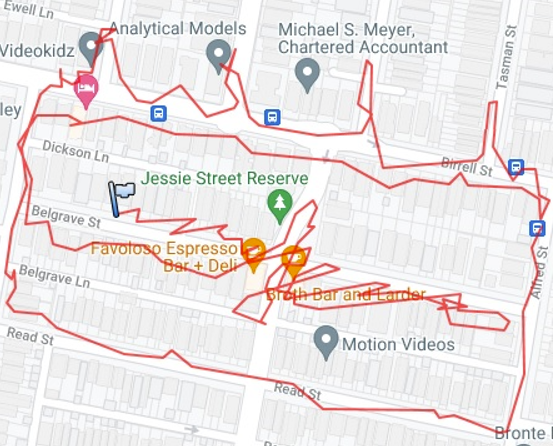 Ewell Ln
Analytical Models
Videokidz
Michael S. Meyer,
Chartered Accountant
Tasman St
ley
Dickson Ln
Birrell St
Jessie Street Reserve
Belgrave St
Favoloso Espresso
Bar + Deli
Alfred St
Belgrave Ln
Broth Bar and Larder
Read St
Motion Videos
Read St
Bronte